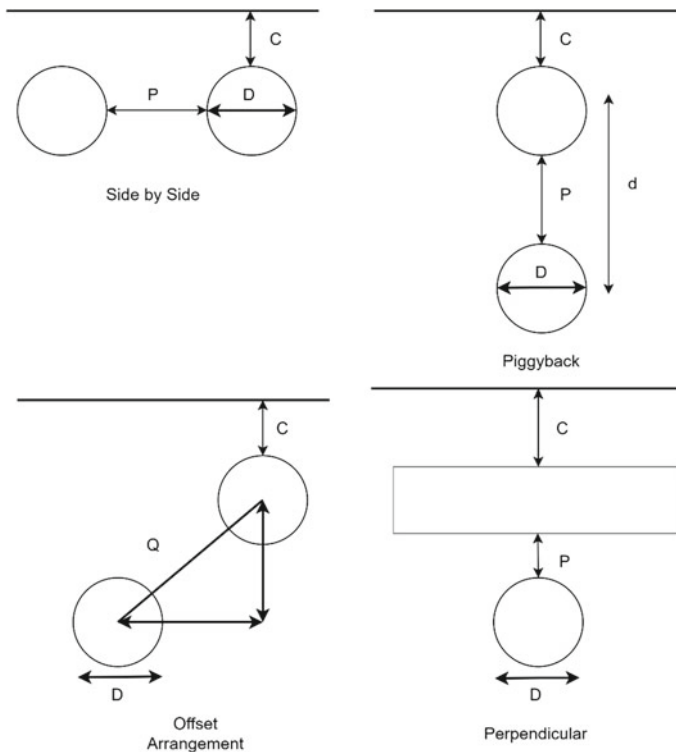 C
P
D
Side by Side
C
P
d
D
Piggyback
C
Q
D
Offset
Arrangement
C
P
D
Perpendicular